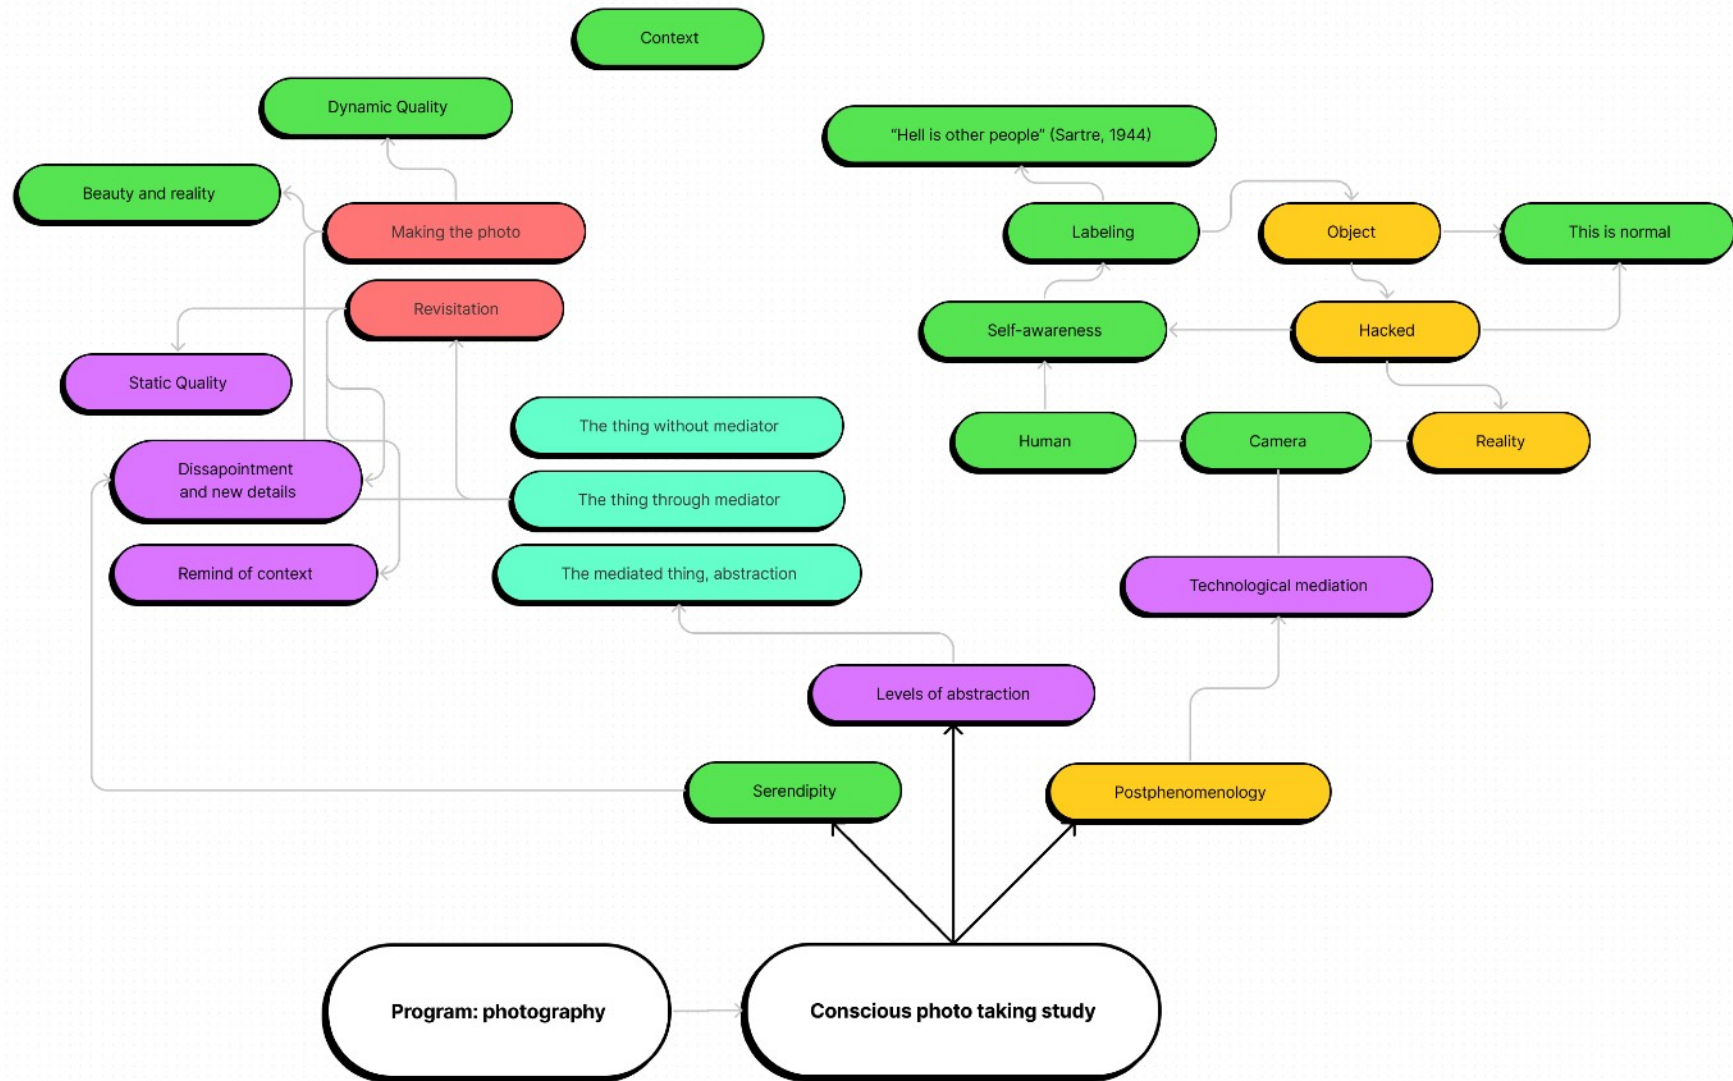 Context
Dynamic Quality
"Hell is other people" (Sartre, 1944)
Beauty and reality
Making the photo
Labeling
Object
This is normal
Revisitation
Self-awareness
Hacked
Static Quality
The thing without mediator
Human
Camera
Reality
Dissapointment
and new details
The thing through mediator
Remind of context
The mediated thing, abstraction
Technological mediation
Levels of abstraction
Serendipity
Postphenomenology
Program: photography
Conscious photo taking study